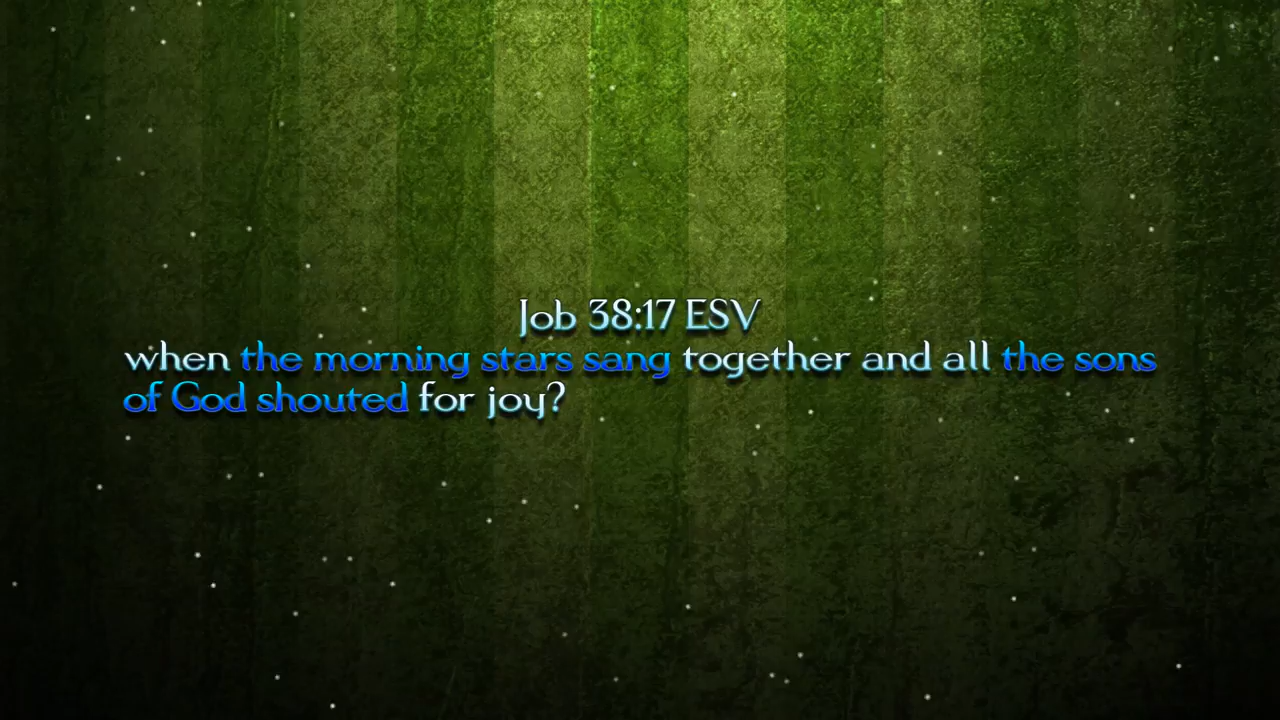 Job 38:17 ESV
when the morning stars sang together and all the sons
of God shouted for joy?